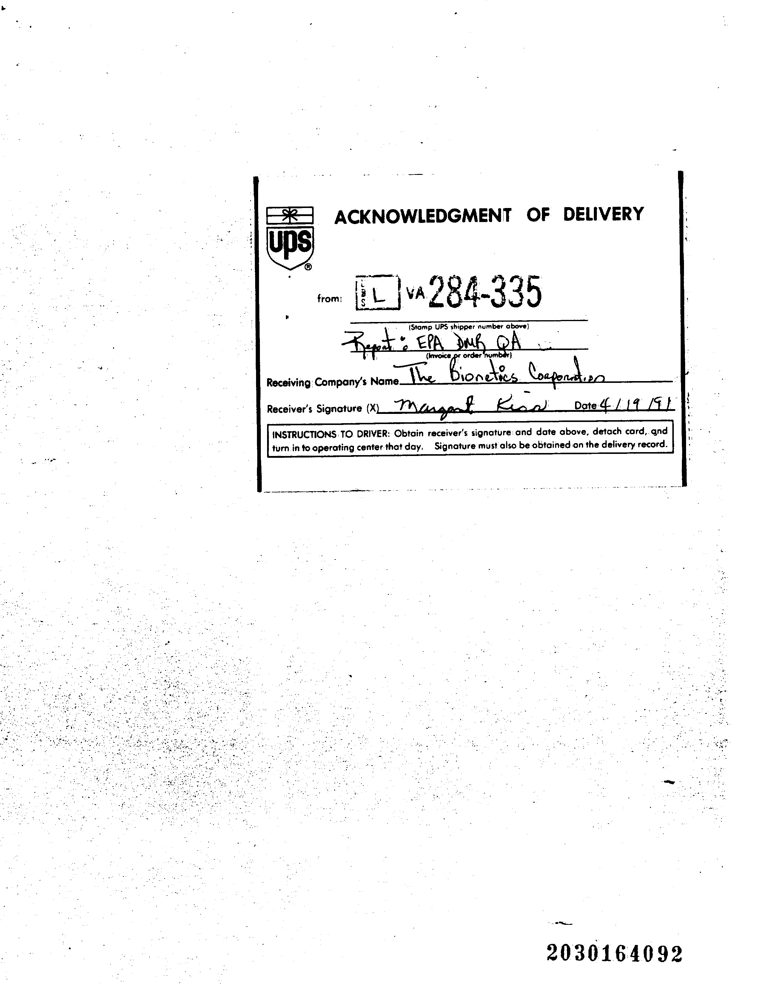 ups
®
ACKNOWLEDGMENT OF DELIVERY
from: L VA 284-335
(Stamp UPS shipper number above)
Report: EPA DMR QA
(Invoice or order number)
Receiving Company's Name The Bionetics Corporation
Receiver's Signature (X) Margaret Date 4/19/91
INSTRUCTIONS TO DRIVER: Obtain receiver's signature and date above, detach card, and
turn in to operating center that day. Signature must also be obtained on the delivery record.
2030164092